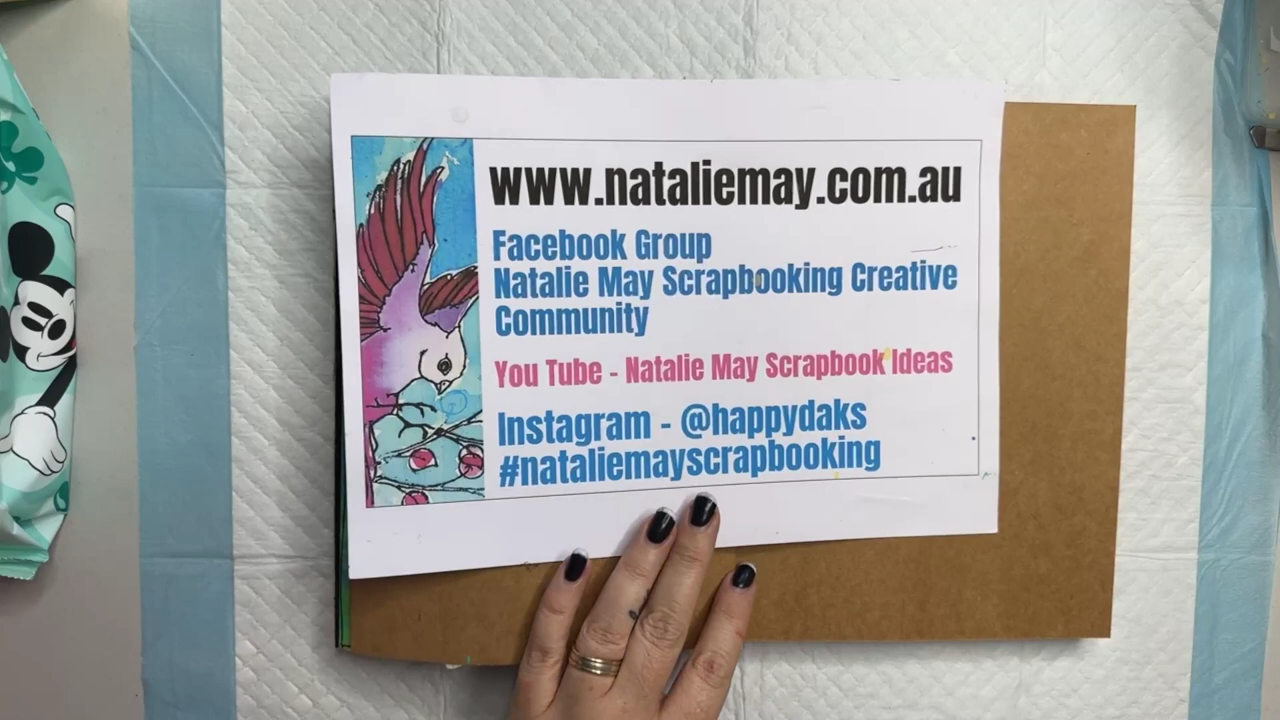 www.nataliemay.com.au
Facebook Group
Natalie May Scrapbooking Creative
Community
You Tube - Natalie May Scrapbook Ideas
Instagram - @happydaks
#nataliemayscrapbooking